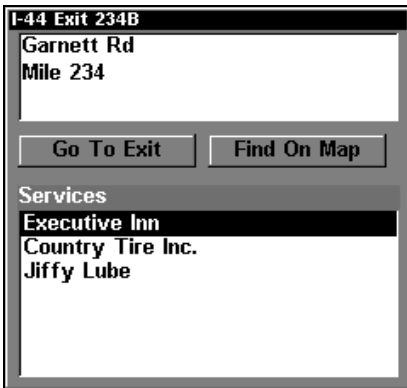 I-44 Exit 234B
Garnett Rd
Mile 234
Go To Exit
Find On Map
Services
Executive Inn
Country Tire Inc.
Jiffy Lube